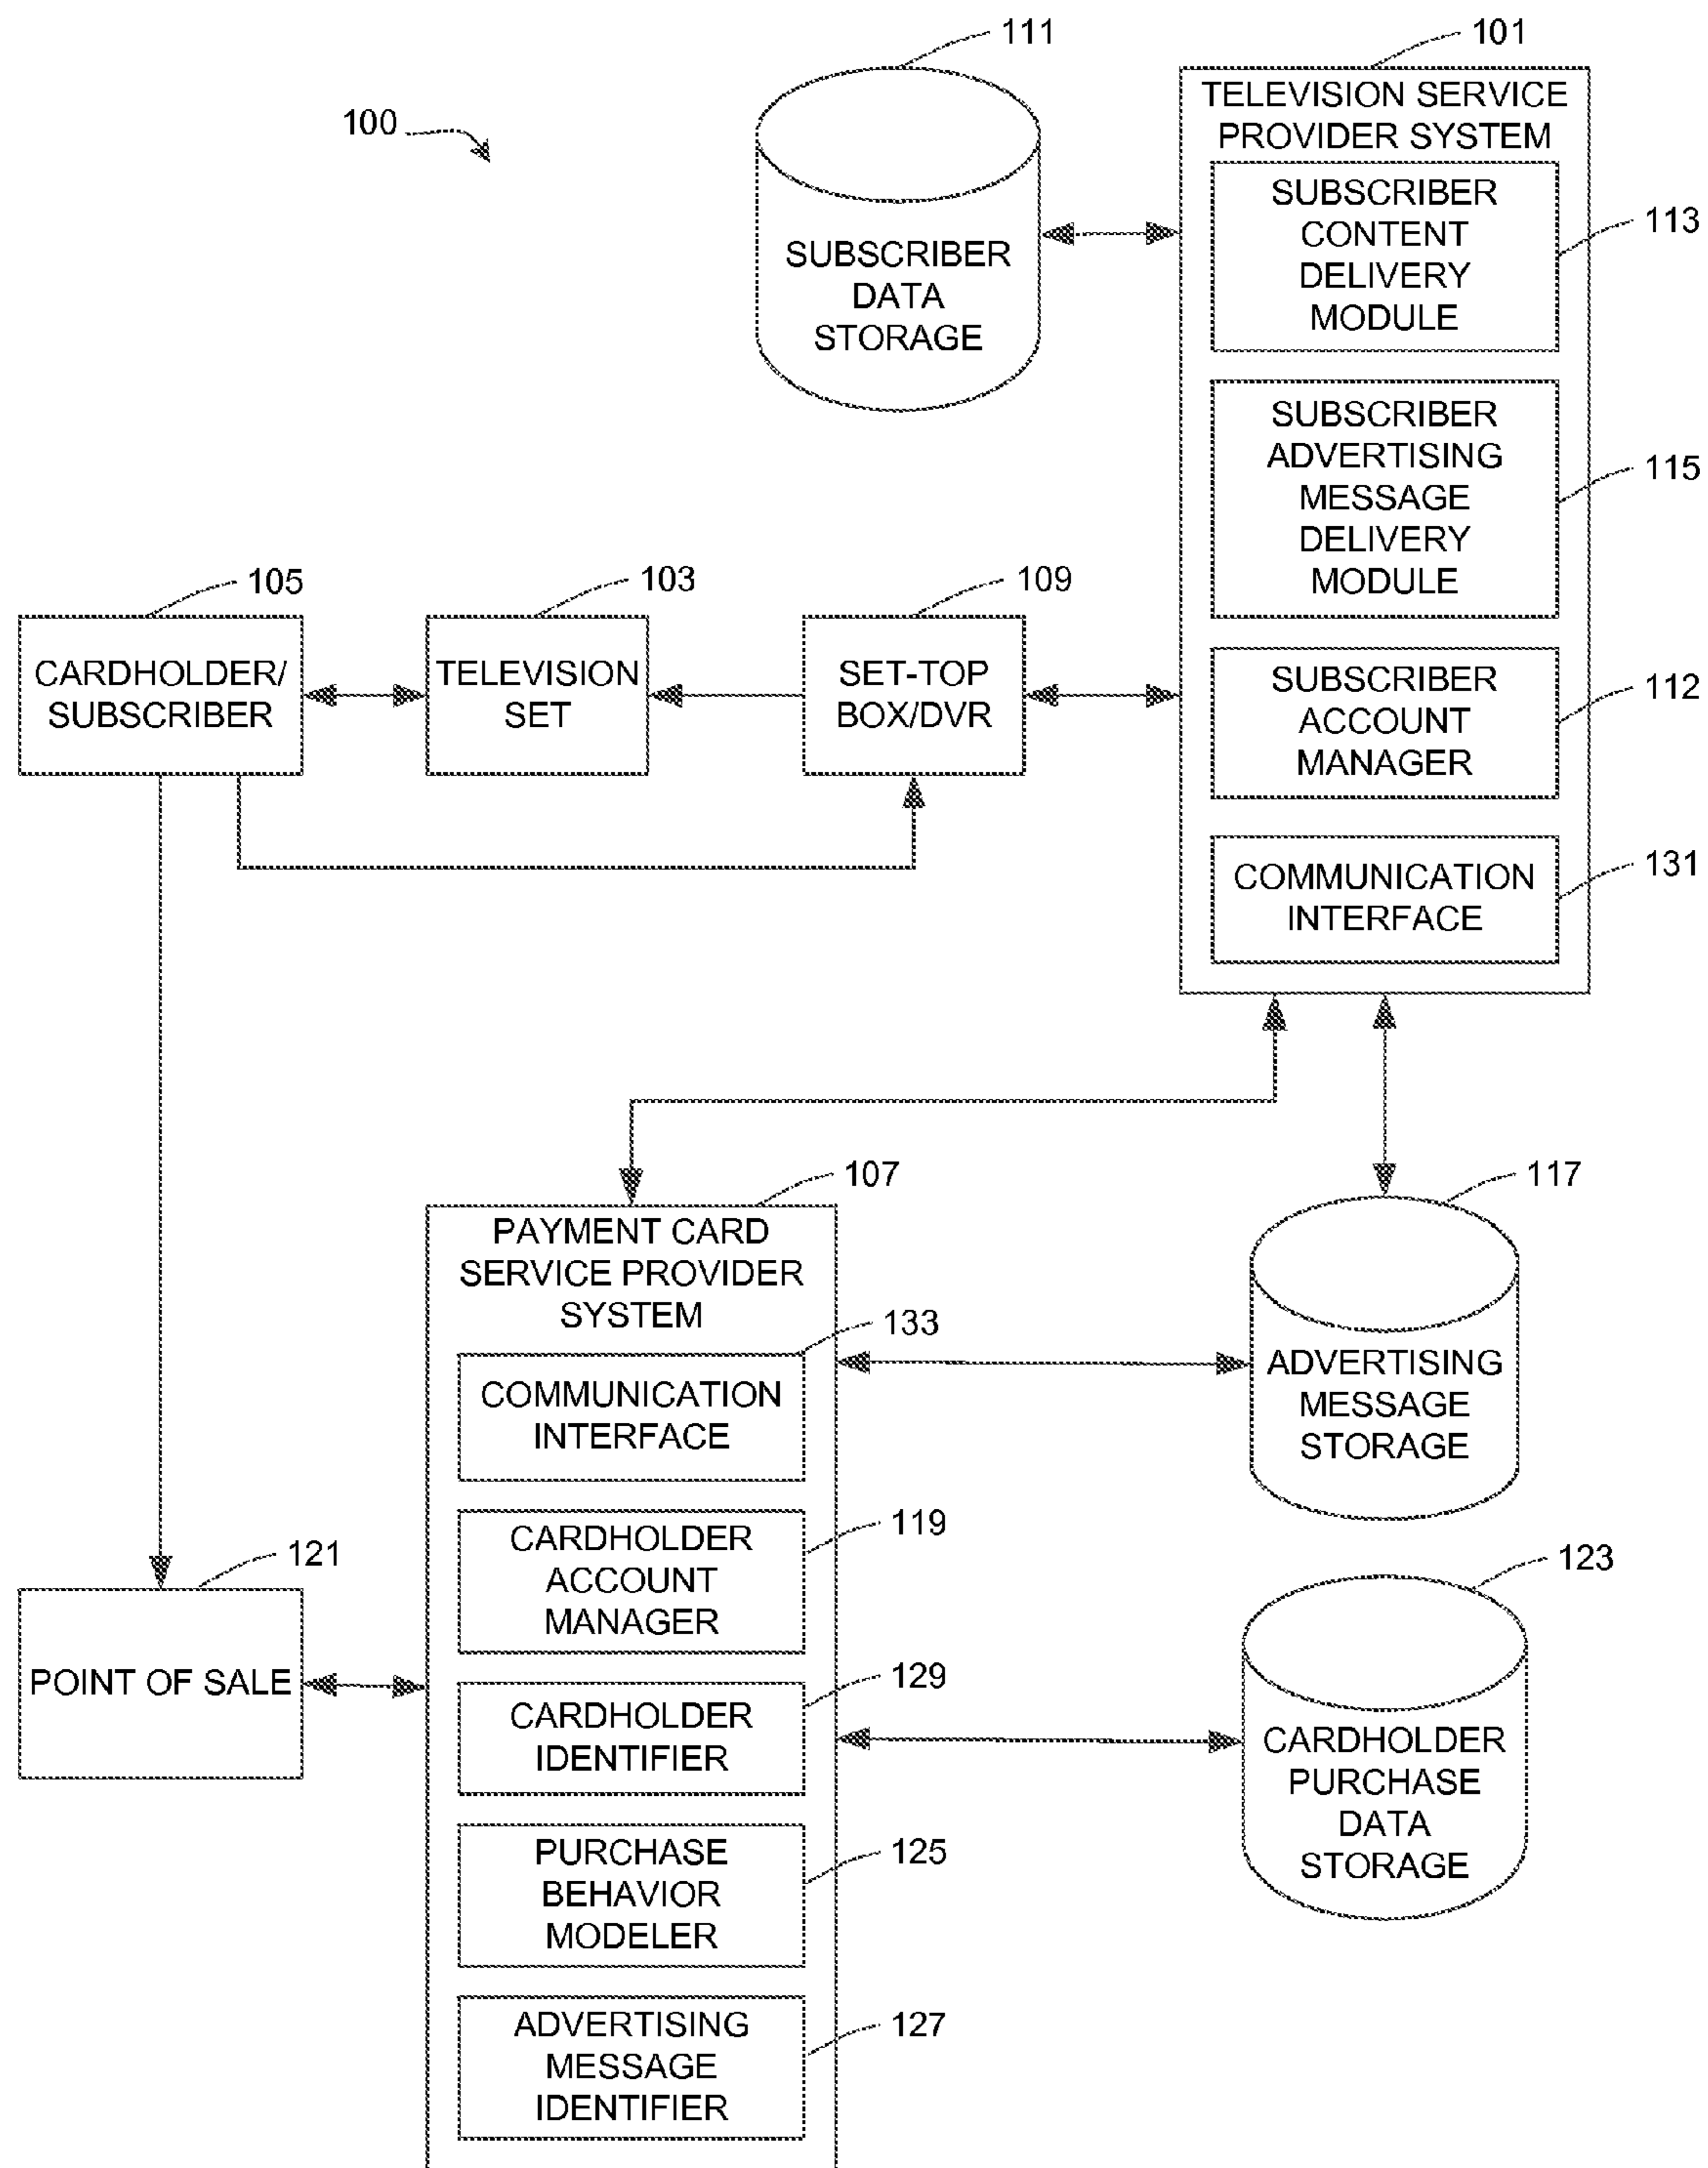 111
101
100
TELEVISION SERVICE
PROVIDER SYSTEM
SUBSCRIBER
CONTENT
DELIVERY
MODULE
113
SUBSCRIBER
DATA
STORAGE
SUBSCRIBER
ADVERTISING
MESSAGE
DELIVERY
MODULE
115
105
103
109
CARDHOLDER/
SUBSCRIBER
TELEVISION
SET
SET-TOP
BOX/DVR
SUBSCRIBER
ACCOUNT
MANAGER
112
COMMUNICATION
INTERFACE
131
107
117
PAYMENT CARD
SERVICE PROVIDER
SYSTEM
133
COMMUNICATION
INTERFACE
ADVERTISING
MESSAGE
STORAGE
CARDHOLDER
ACCOUNT
MANAGER
119
121
123
POINT OF SALE
CARDHOLDER
IDENTIFIER
129
CARDHOLDER
PURCHASE
DATA
STORAGE
PURCHASE
BEHAVIOR
MODELER
125
ADVERTISING
MESSAGE
IDENTIFIER
127